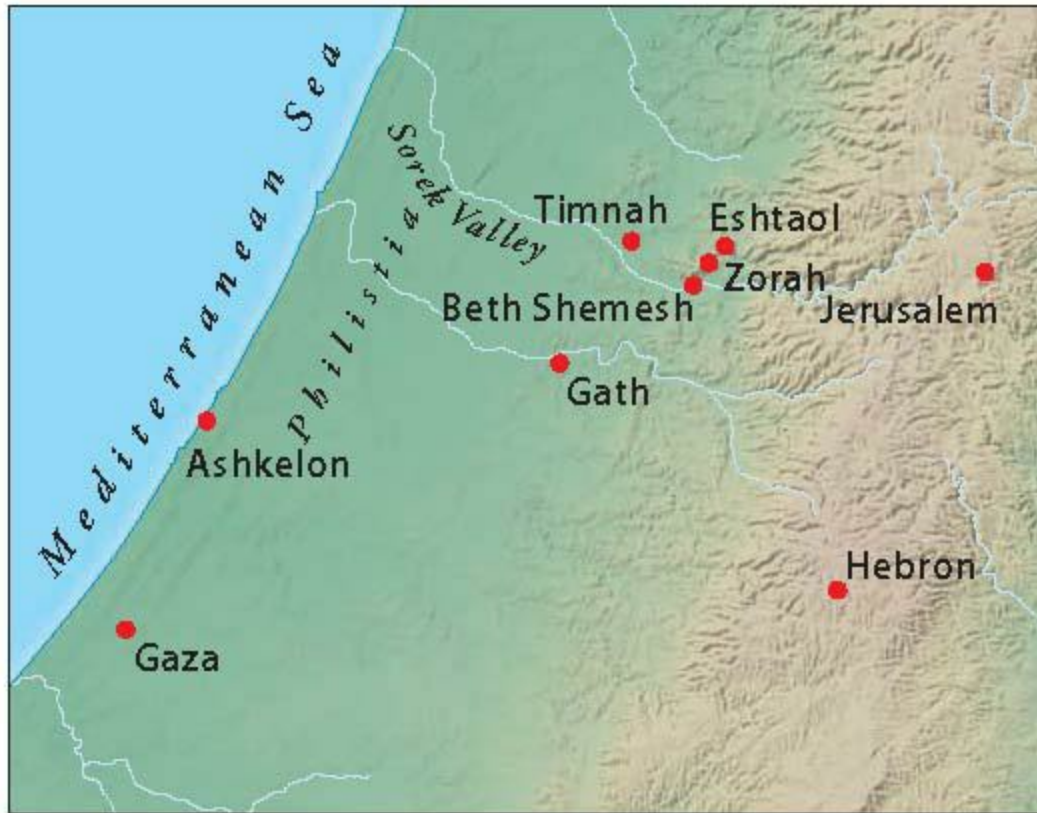 Mediterranean Sea
Sorek Valley
Philistia
Timnah
Eshtaol
Zorah
Beth Shemesh
Jerusalem
Gath
Ashkelon
Hebron
Gaza